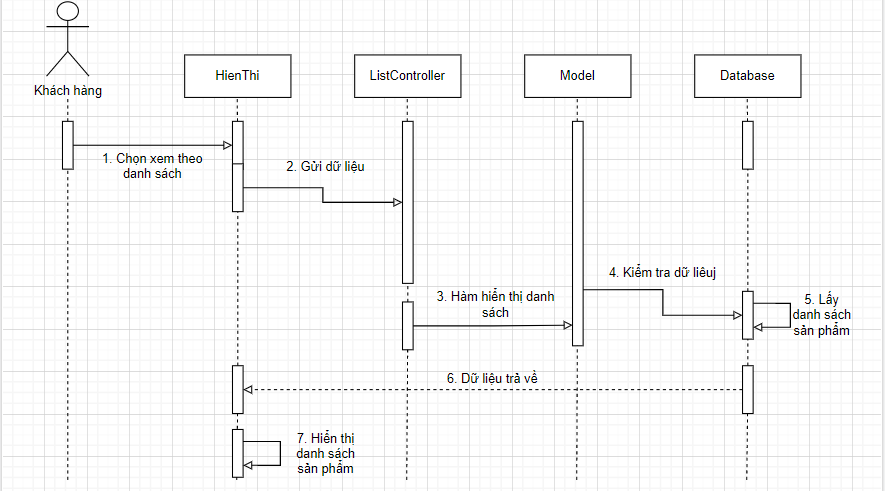 Khách hàng
HienThi
ListController
Model
Database
1. Chọn xem theo
danh sách
2. Gửi dữ liệu
3. Hàm hiển thị danh
sách
4. Kiểm tra dữ liêuj
5. Lấy
danh sách
sản phẩm
6. Dữ liệu trả về
7. Hiển thị
danh sách
sản phẩm